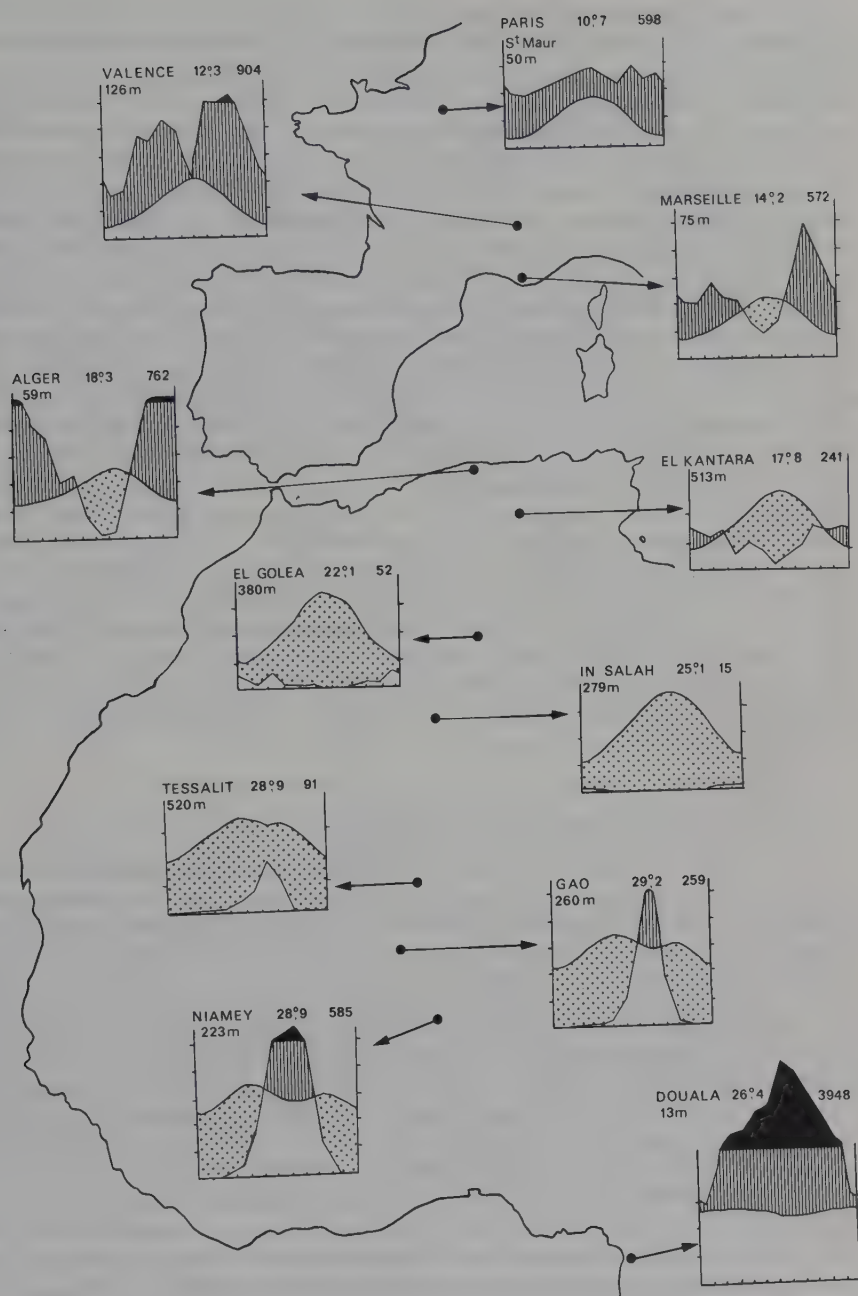 PARIS 10°,7 598
St Maur
50m
VALENCE 12°,3 904
126m
MARSEILLE 14°,2 572
75m
ALGER 18°,3 762
59m
EL KANTARA 17°,8 241
513m
EL GOLEA 22°,1 52
380m
IN SALAH 25°,1 15
279m
TESSALIT 28°,9 91
520m
GAO 29°,2 259
260m
NIAMEY 28°,9 585
223m
DOUALA 26°,4 3948
13m